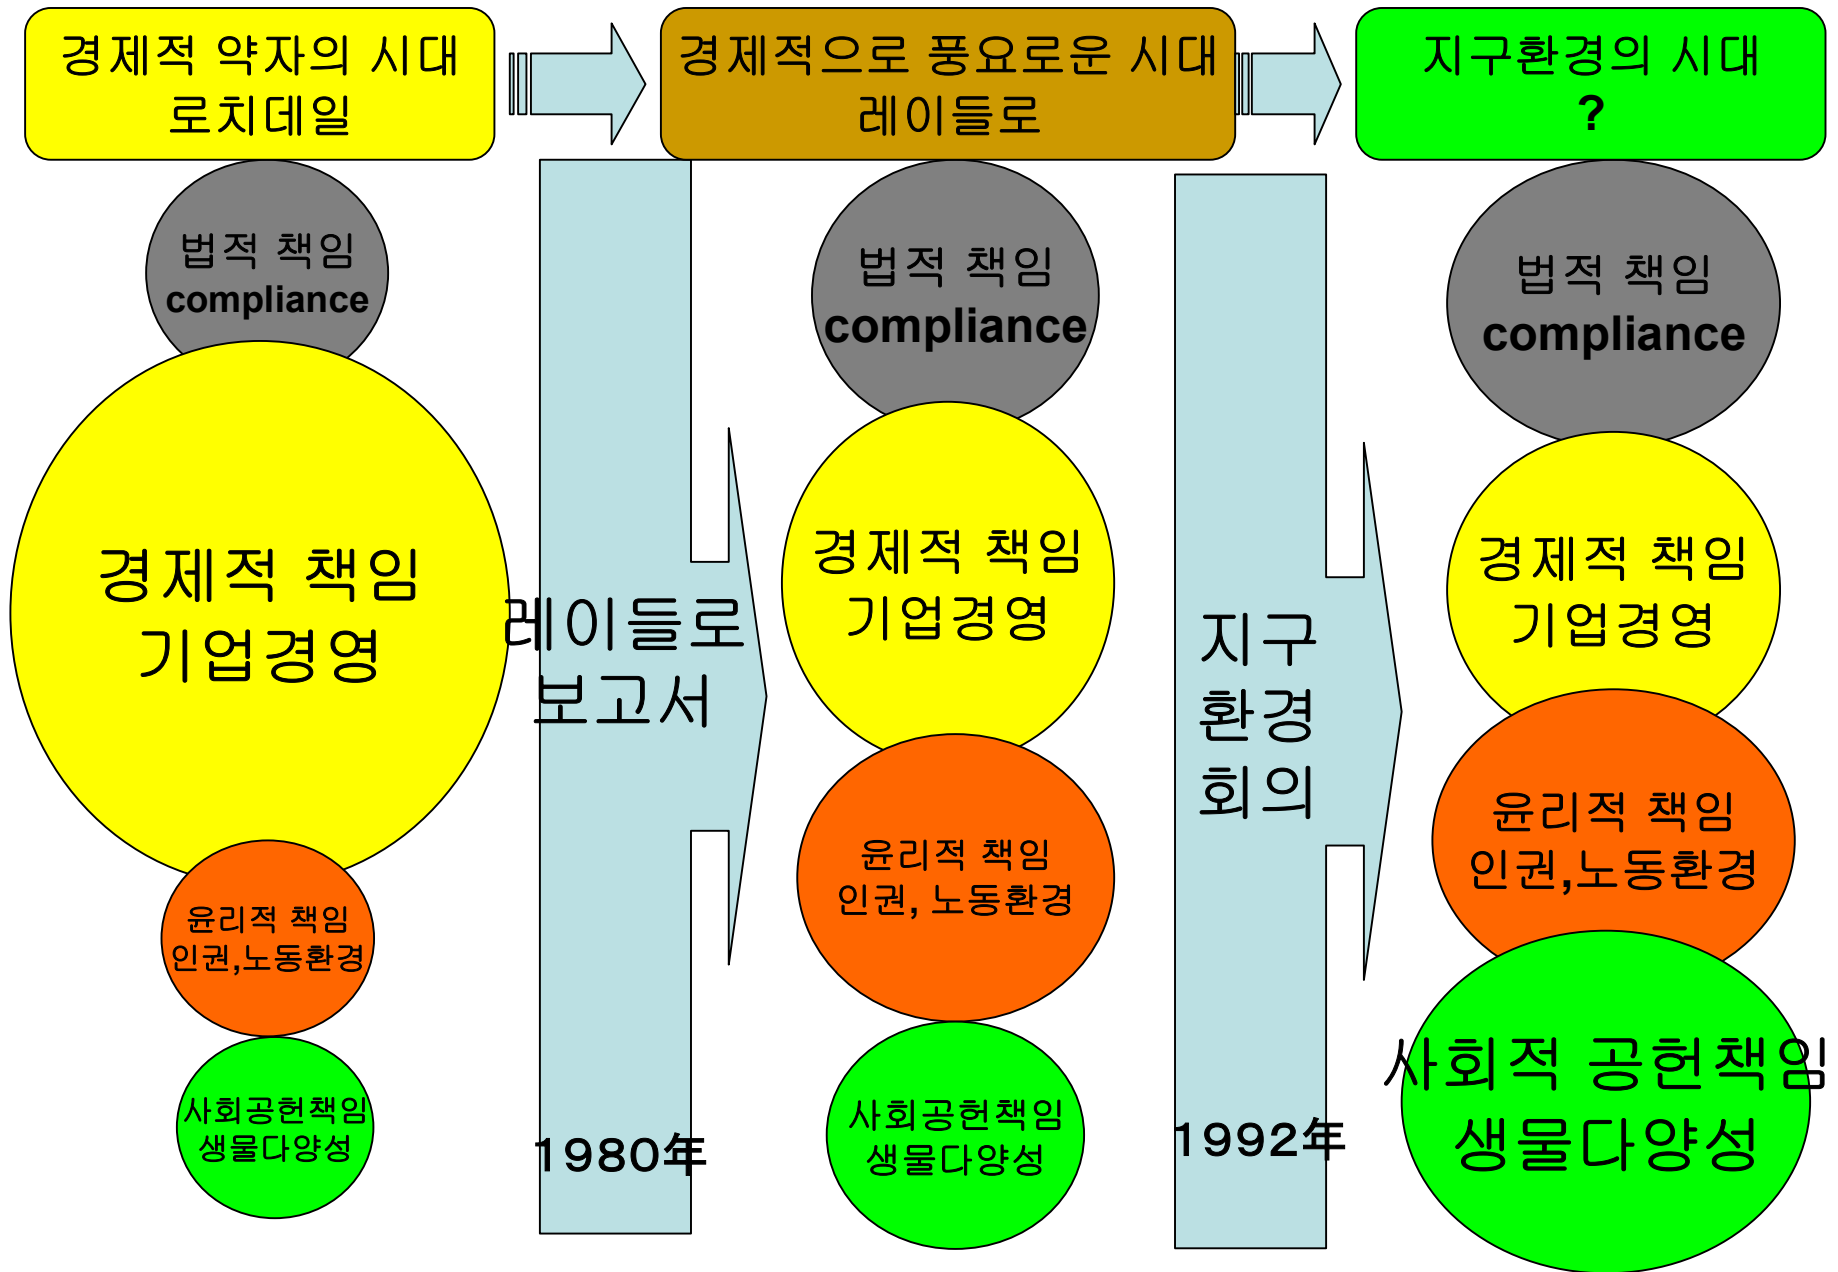 경제적 약자의 시대
로치데일
경제적으로 풍요로운 시대
레이들로
지구환경의 시대
?
법적 책임
compliance
경제적 책임
기업경영
윤리적 책임
인권,노동환경
사회공헌책임
생물다양성
레이들로
보고서
1980年
법적 책임
compliance
경제적 책임
기업경영
윤리적 책임
인권, 노동환경
사회공헌책임
생물다양성
지구
환경
회의
1992年
법적 책임
compliance
경제적 책임
기업경영
윤리적 책임
인권,노동환경
사회적 공헌책임
생물다양성